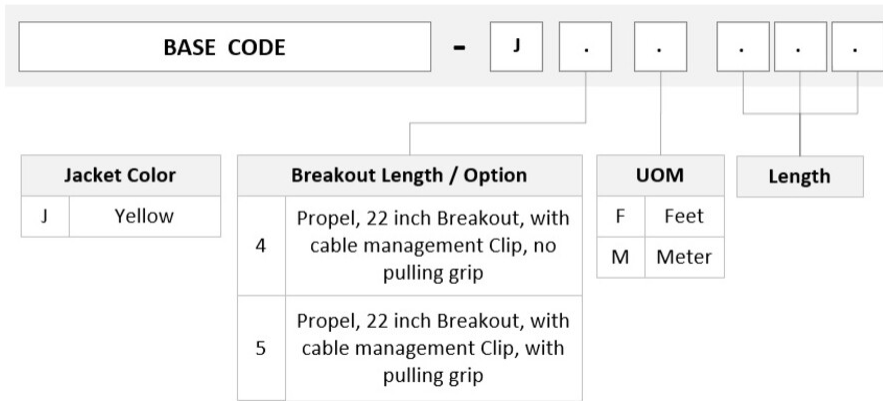 BASE CODE - J . . . . .
Jacket Color
J Yellow
Breakout Length / Option
4 Propel, 22 inch Breakout, with
cable management Clip, no
pulling grip
5 Propel, 22 inch Breakout, with
cable management Clip, with
pulling grip
UOM
F Feet
M Meter
Length